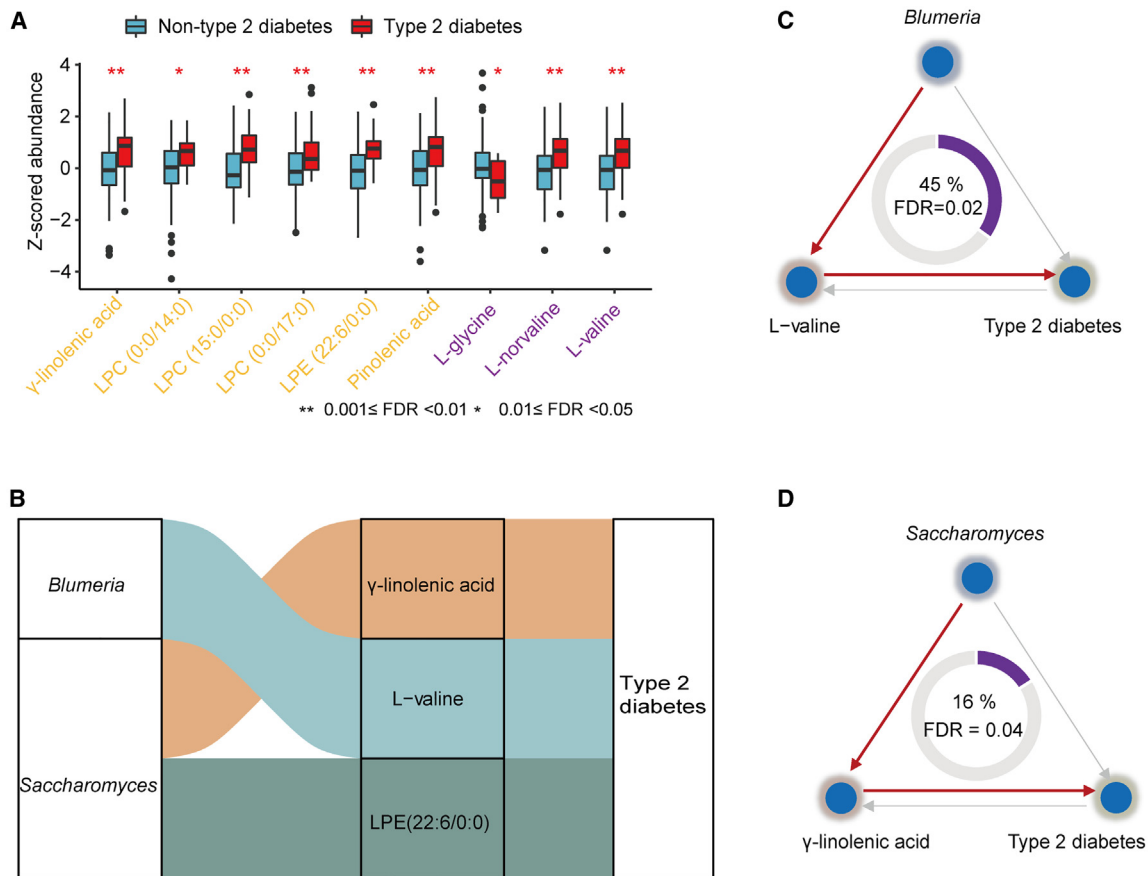 A
Non-type 2 diabetes
Type 2 diabetes
Z-scored abundance
4
2
0
−2
−4
**
*
**
**
**
**
*
**
**
γ-linolenic acid
LPC (0:0/14:0)
LPC (15:0/0:0)
LPC (0:0/17:0)
LPE (22:6/0:0)
Pinolenic acid
L-glycine
L-norvaline
L-valine
** 0.001≤ FDR <0.01 * 0.01≤ FDR <0.05
B
Blumeria
Saccharomyces
γ−linolenic acid
L−valine
LPE(22:6/0:0)
Type 2
diabetes
C
Blumeria
45 %
FDR=0.02
L-valine
Type 2 diabetes
D
Saccharomyces
16 %
FDR = 0.04
γ-linolenic acid
Type 2 diabetes